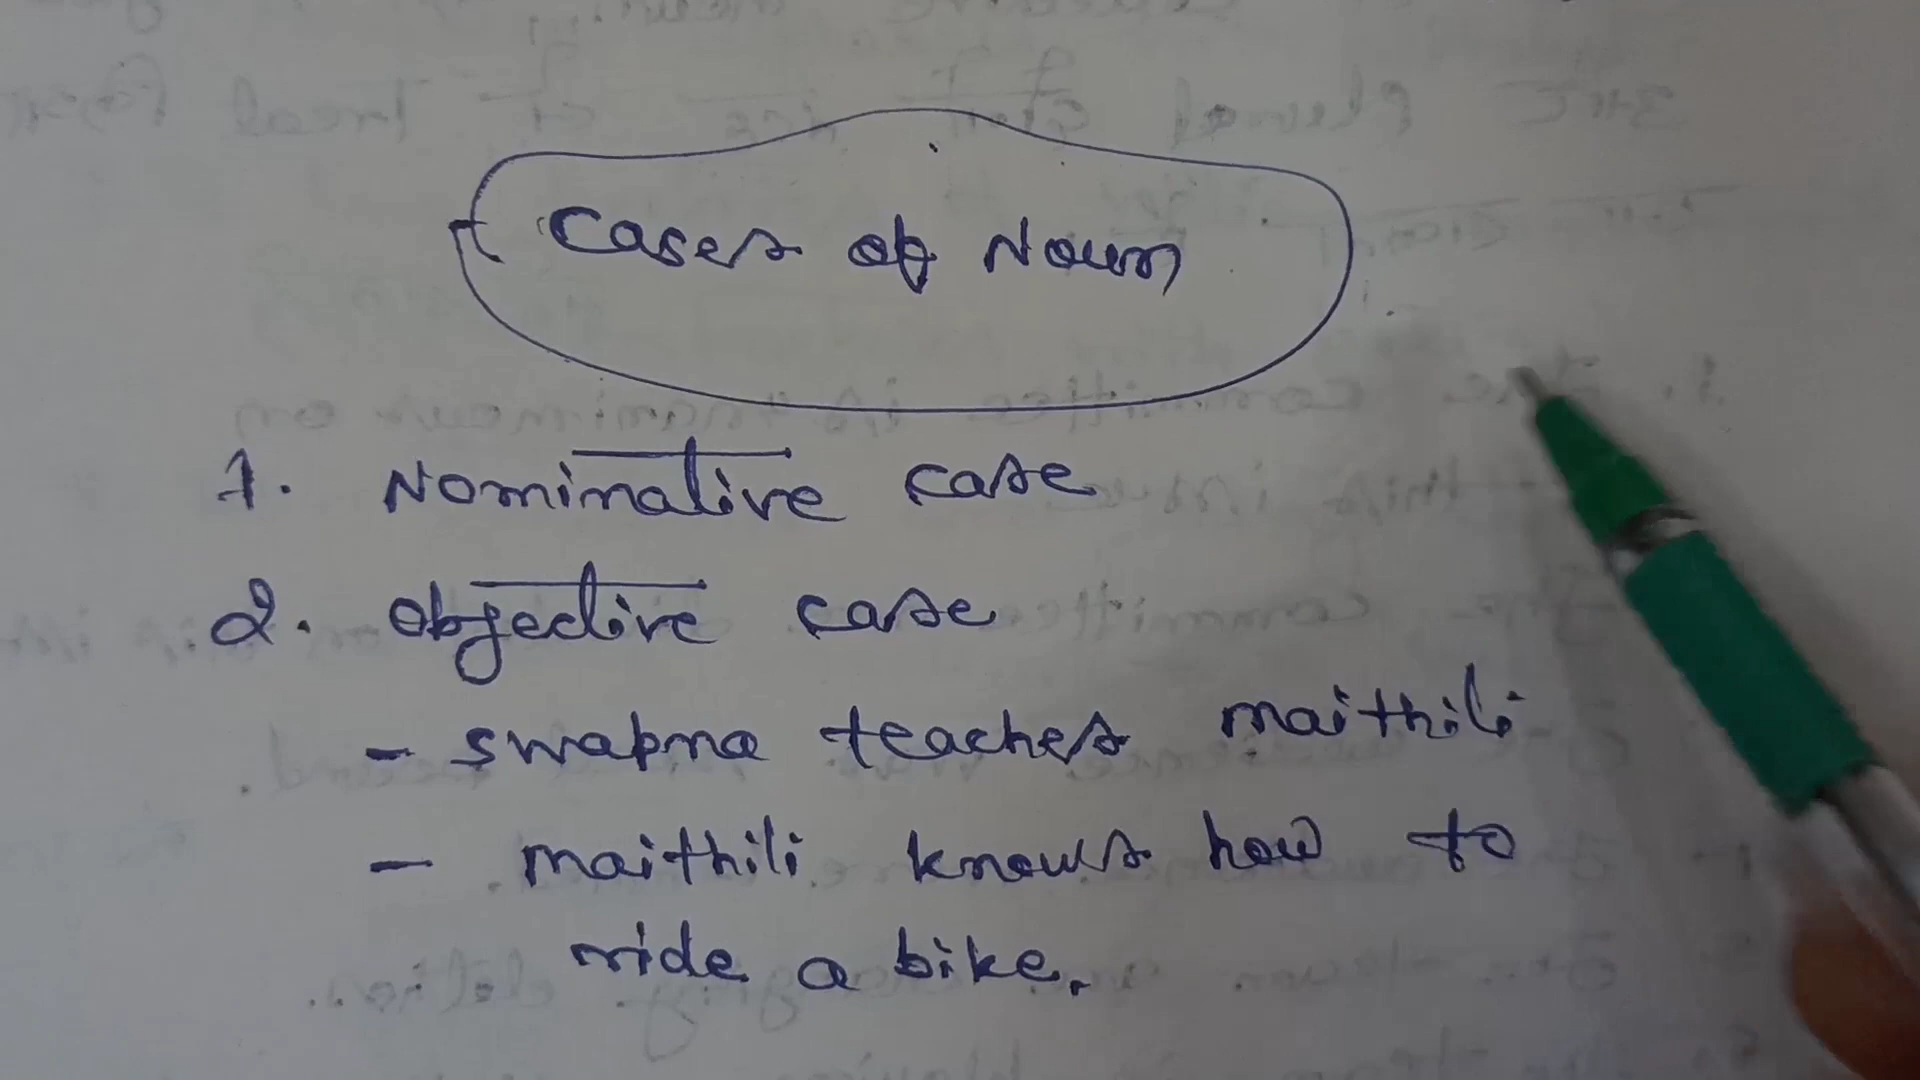 Cases of Noun
1. Nominative case
2. objective case
- swapna teaches maithili
- maithili knows how to
ride a bike.